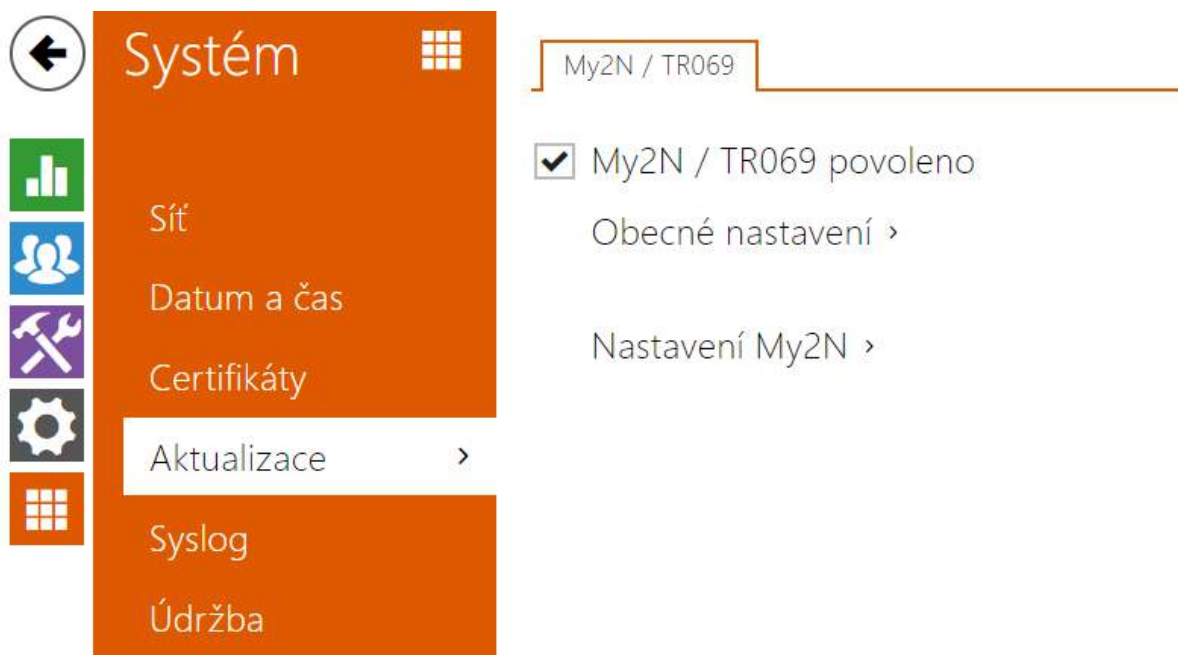 Systém
Síť
Datum a čas
Certifikáty
Aktualizace
Syslog
Údržba
My2N / TR069
My2N / TR069 povoleno
Obecné nastavení
Nastavení My2N